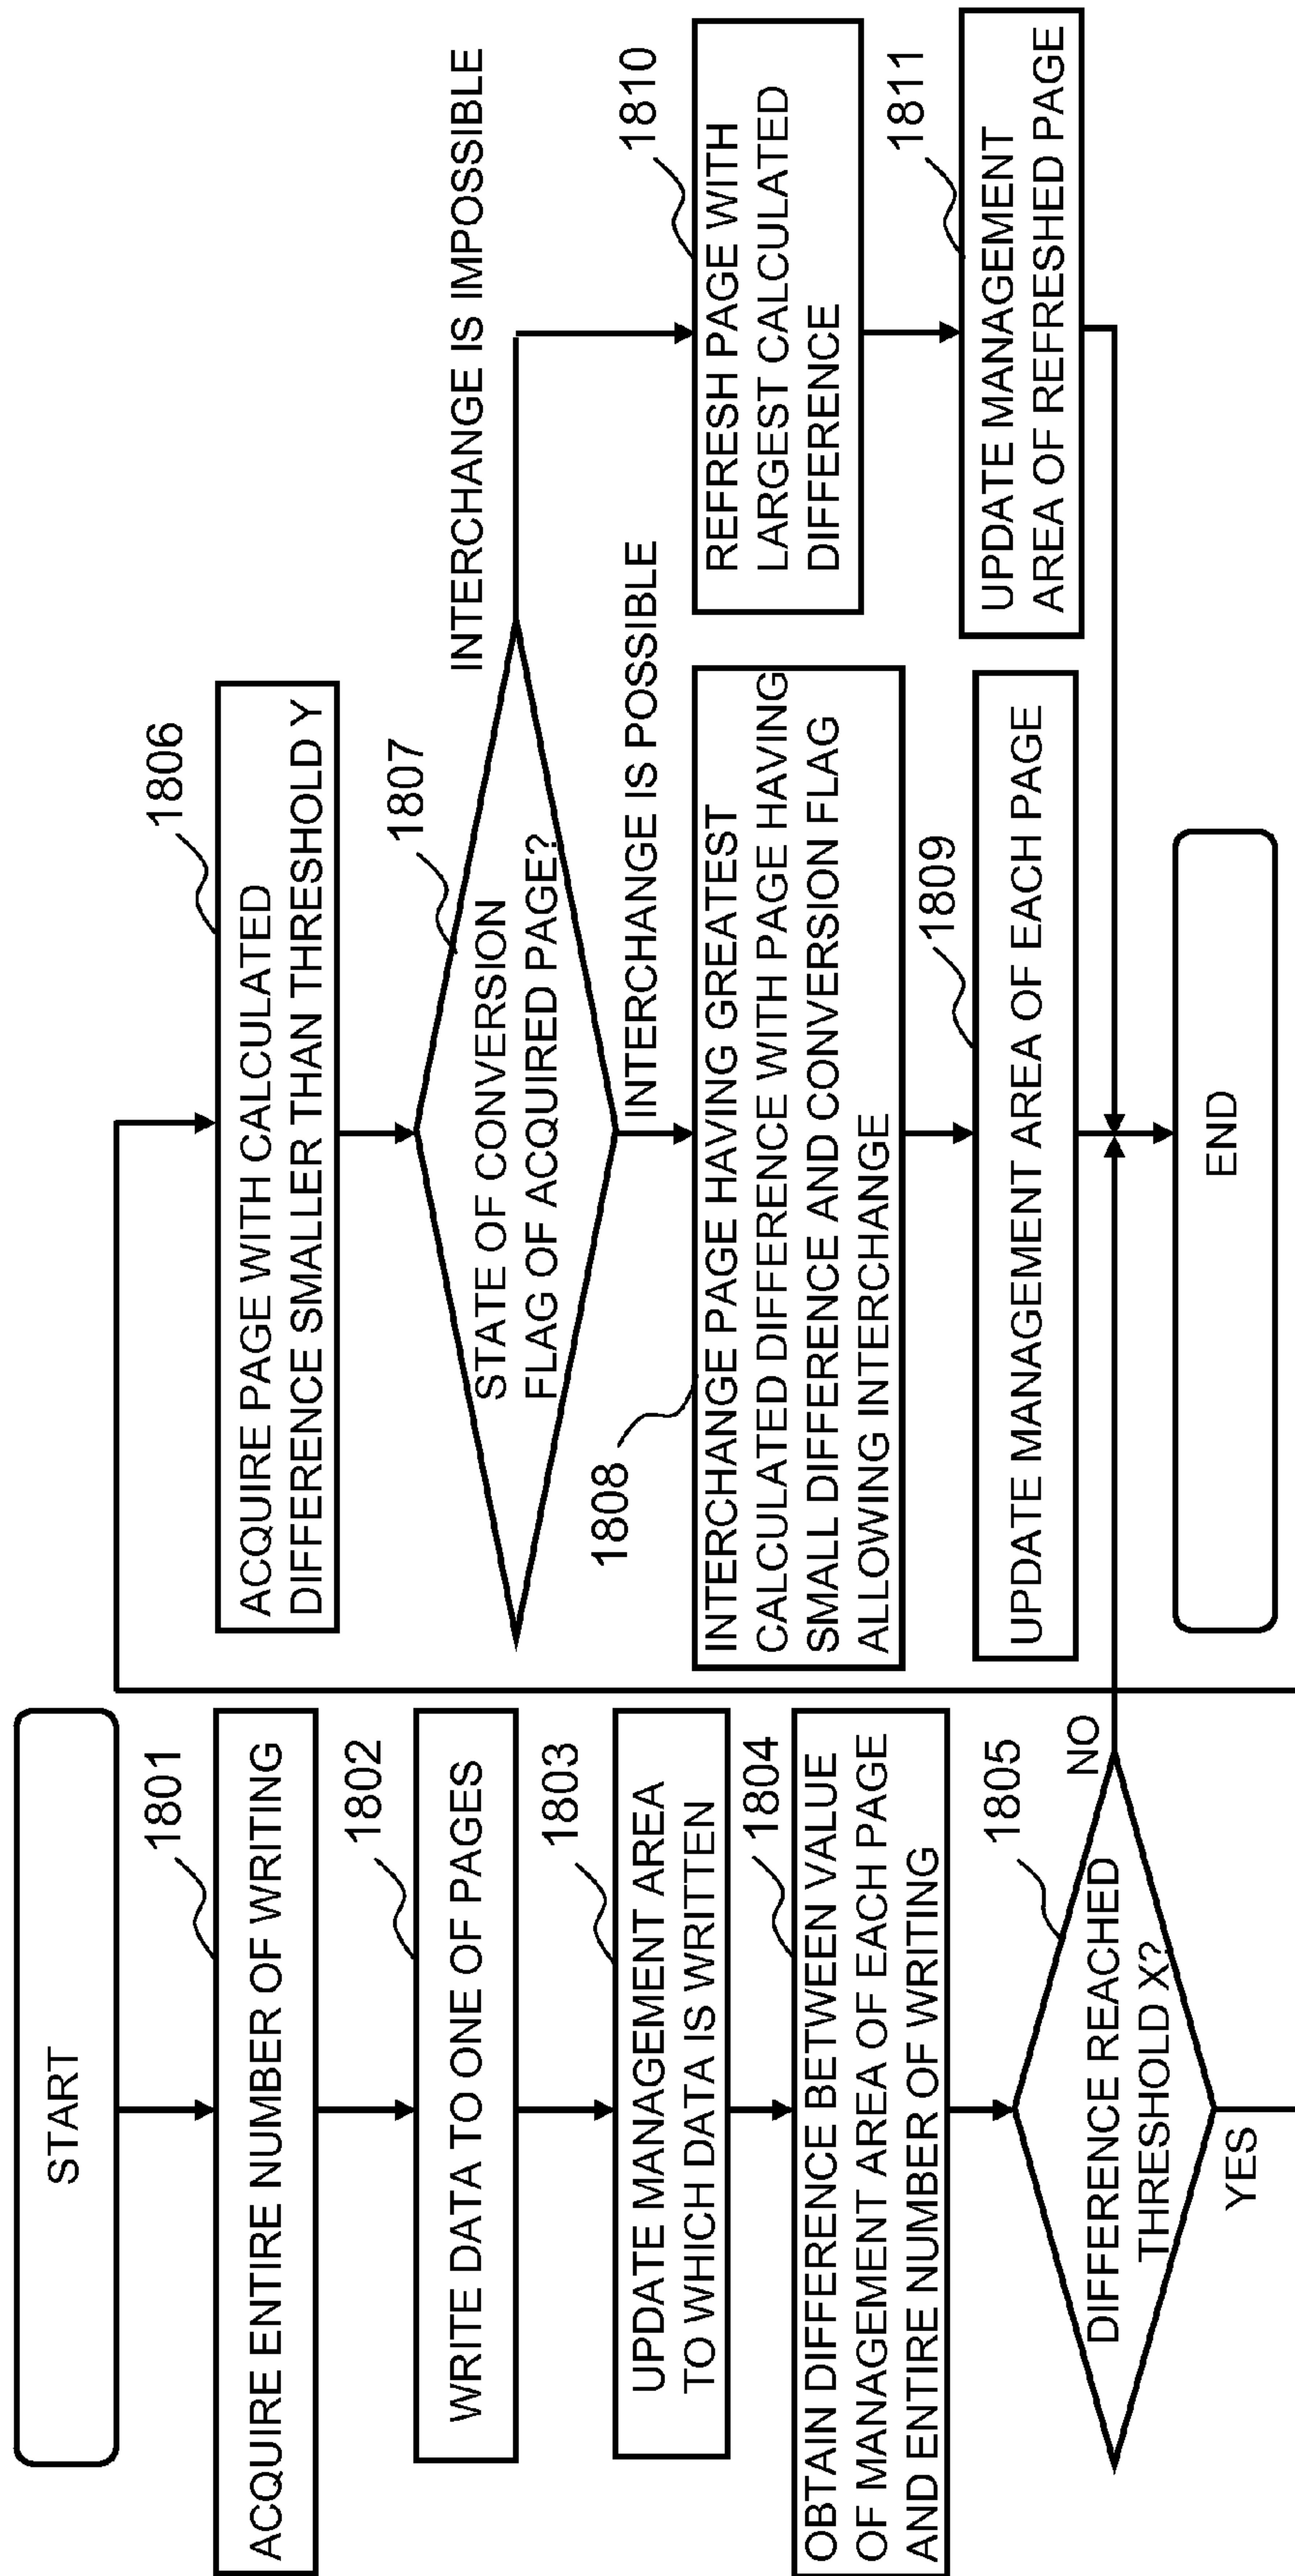 START
1801
ACQUIRE ENTIRE NUMBER OF WRITING
1802
WRITE DATA TO ONE OF PAGES
1803
UPDATE MANAGEMENT AREA
TO WHICH DATA IS WRITTEN
1804
OBTAIN DIFFERENCE BETWEEN VALUE
OF MANAGEMENT AREA OF EACH PAGE
AND ENTIRE NUMBER OF WRITING
1805
DIFFERENCE REACHED
THRESHOLD X?
NO
YES
1806
ACQUIRE PAGE WITH CALCULATED
DIFFERENCE SMALLER THAN THRESHOLD Y
1807
STATE OF CONVERSION
FLAG OF ACQUIRED PAGE?
INTERCHANGE IS IMPOSSIBLE
INTERCHANGE IS POSSIBLE
1808
INTERCHANGE PAGE HAVING GREATEST
CALCULATED DIFFERENCE WITH PAGE HAVING
SMALL DIFFERENCE AND CONVERSION FLAG
ALLOWING INTERCHANGE
1809
UPDATE MANAGEMENT AREA OF EACH PAGE
1810
REFRESH PAGE WITH
LARGEST CALCULATED
DIFFERENCE
1811
UPDATE MANAGEMENT
AREA OF REFRESHED PAGE
END